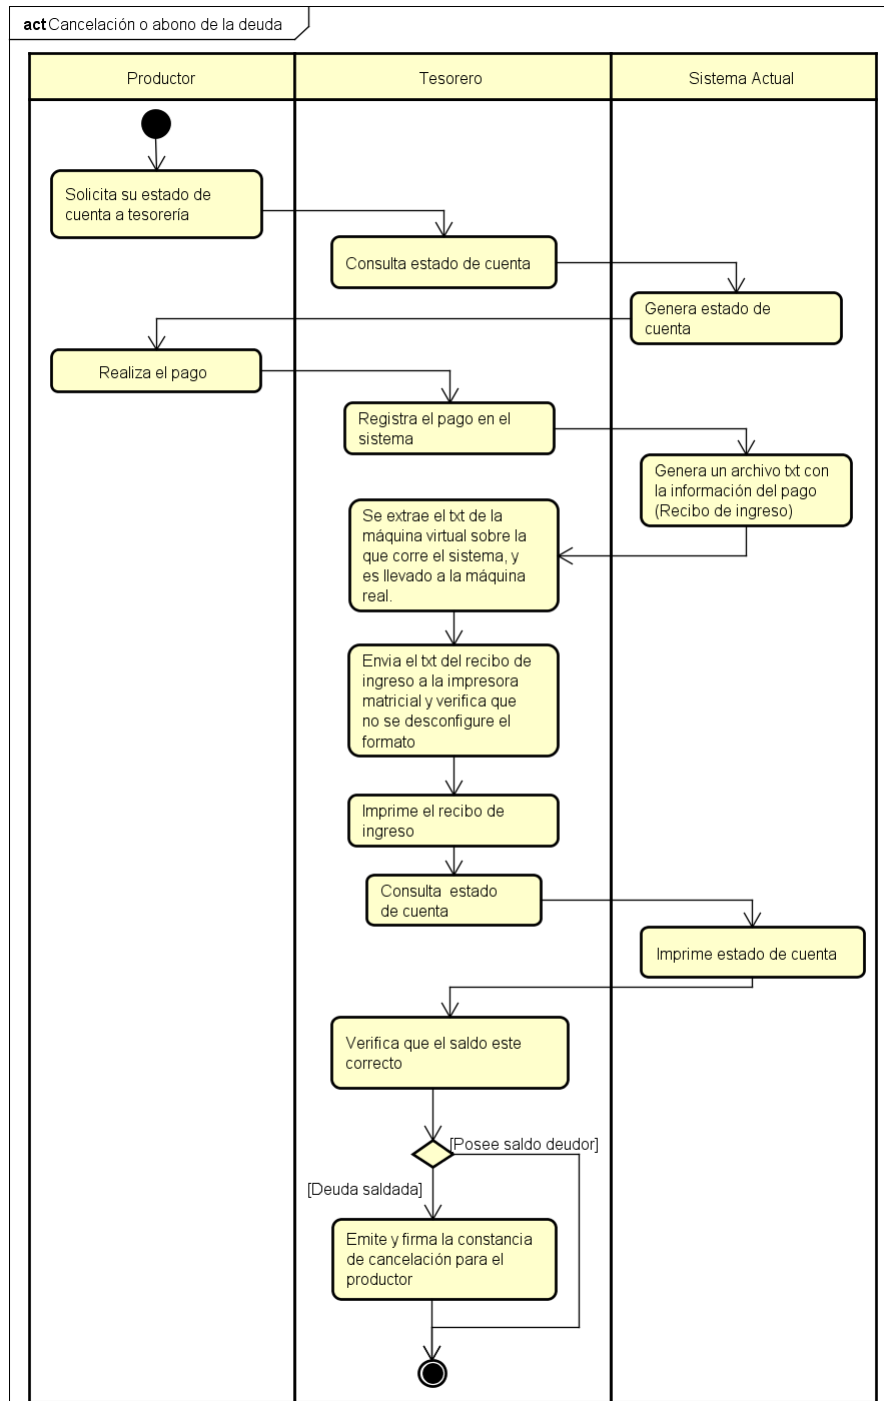 act Cancelación o abono de la deuda
Productor
Tesorero
Sistema Actual
Solicita su estado de
cuenta a tesorería
Consulta estado de cuenta
Genera estado de
cuenta
Realiza el pago
Registra el pago en el
sistema
Genera un archivo txt con
la información del pago
(Recibo de ingreso)
Se extrae el txt de la
máquina virtual sobre la
que corre el sistema, y
es llevado a la máquina
real.
Envia el txt del recibo de
ingreso a la impresora
matricial y verifica que
no se desconfigure el
formato
Imprime el recibo de
ingreso
Consulta estado
de cuenta
Imprime estado de cuenta
Verifica que el saldo este
correcto
[Posee saldo deudor]
[Deuda saldada]
Emite y firma la constancia
de cancelación para el
productor